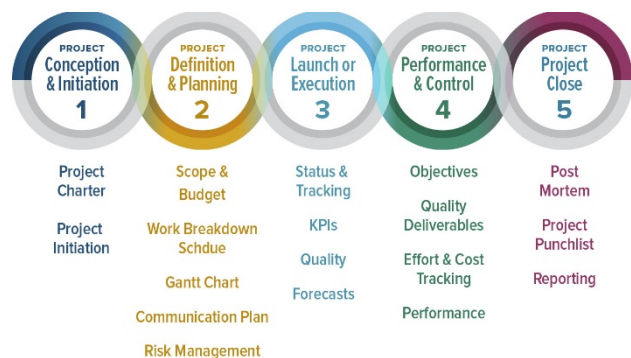 PROJECT
Conception
& Initiation
1
PROJECT
Definition
& Planning
2
PROJECT
Launch or
Execution
3
PROJECT
Performance
& Control
4
PROJECT
Project
Close
5
Project
Charter
Project
Initiation
Scope &
Budget
Work Breakdown
Schdue
Gantt Chart
Communication Plan
Risk Management
Status &
Tracking
KPIs
Quality
Forecasts
Objectives
Quality
Deliverables
Effort & Cost
Tracking
Performance
Post
Mortem
Project
Punchlist
Reporting